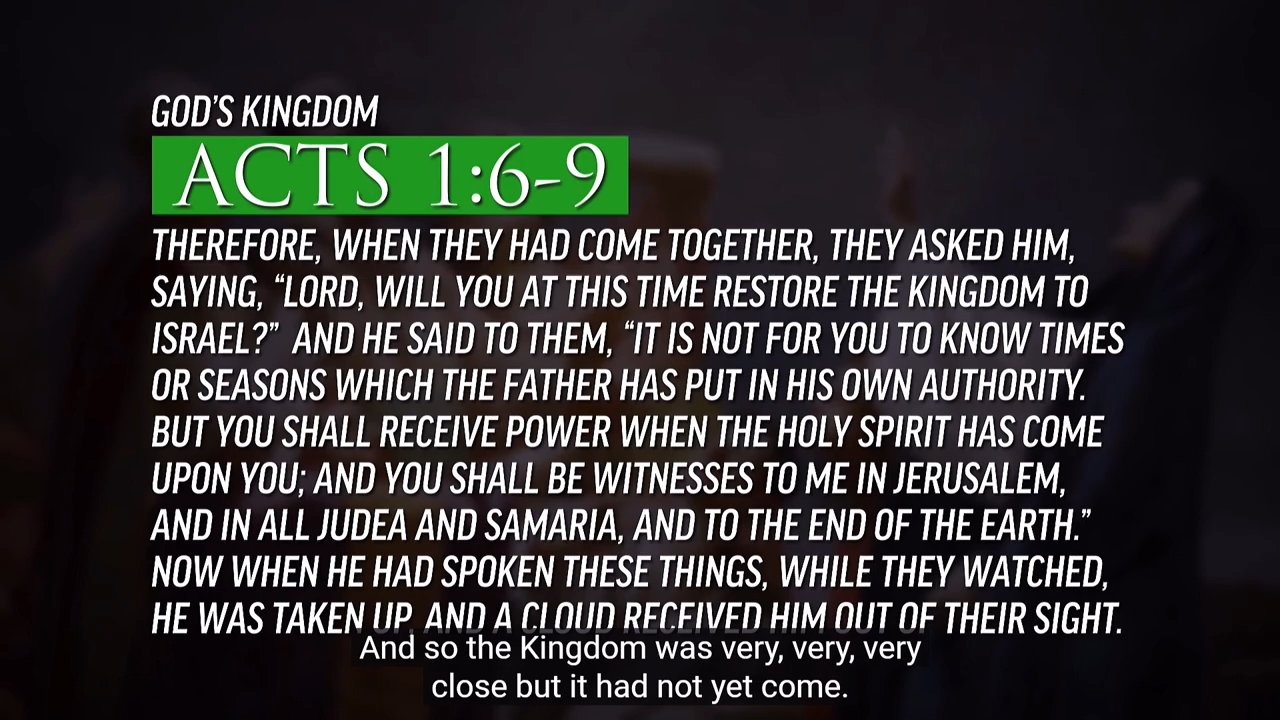 GOD'S KINGDOM
ACTS 1:6-9
THEREFORE, WHEN THEY HAD COME TOGETHER, THEY ASKED HIM,
SAYING, “LORD, WILL YOU AT THIS TIME RESTORE THE KINGDOM TO
ISRAEL?” AND HE SAID TO THEM, “IT IS NOT FOR YOU TO KNOW TIMES
OR SEASONS WHICH THE FATHER HAS PUT IN HIS OWN AUTHORITY.
BUT YOU SHALL RECEIVE POWER WHEN THE HOLY SPIRIT HAS COME
UPON YOU; AND YOU SHALL BE WITNESSES TO ME IN JERUSALEM,
AND IN ALL JUDEA AND SAMARIA, AND TO THE END OF THE EARTH.”
NOW WHEN HE HAD SPOKEN THESE THINGS, WHILE THEY WATCHED,
HE WAS TAKEN UP, AND A CLOUD RECEIVED HIM OUT OF THEIR SIGHT.
And so the Kingdom was very, very, very
close but it had not yet come.